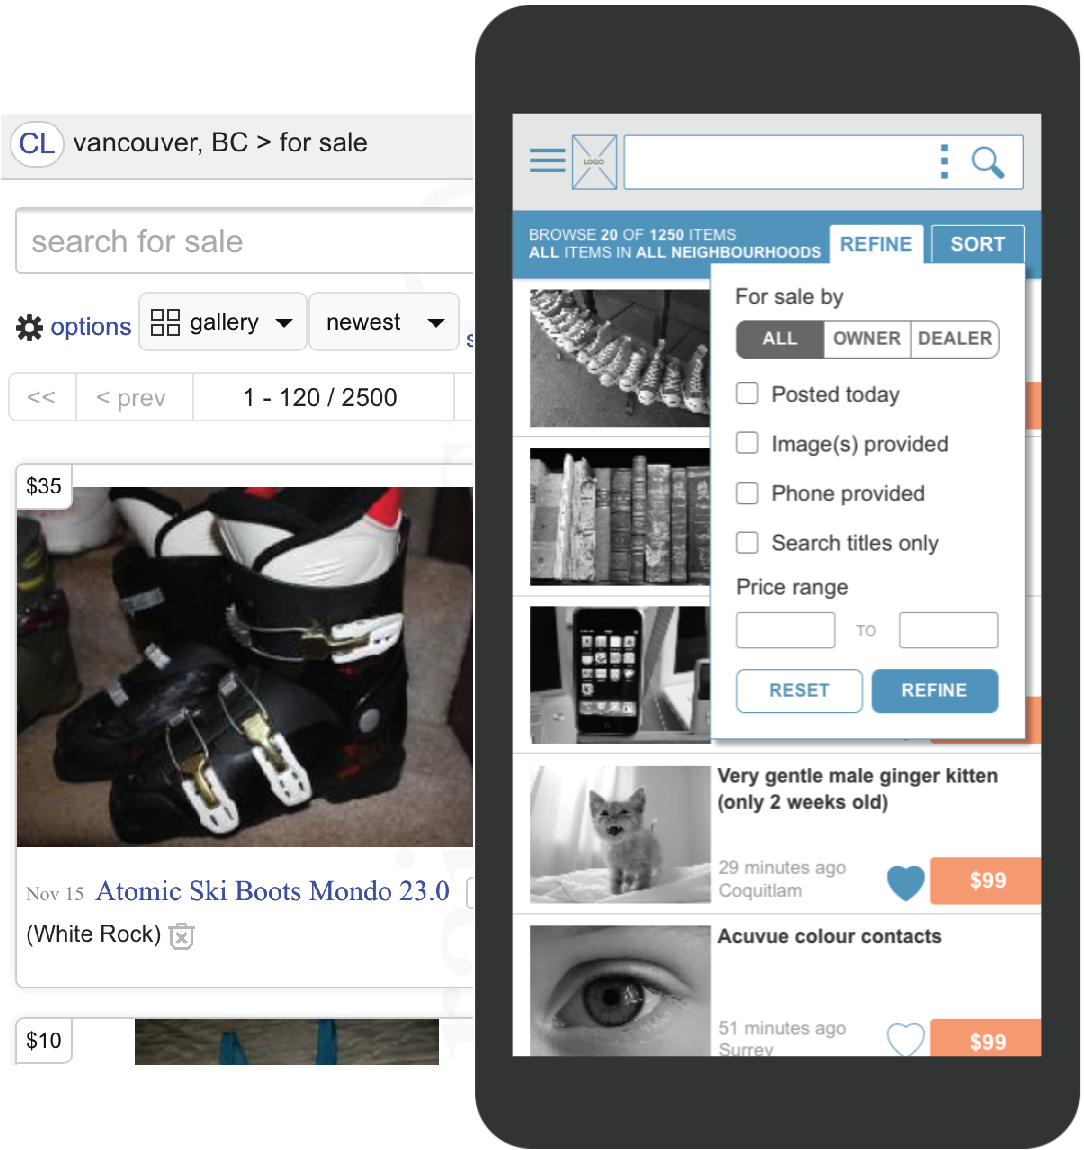 CL vancouver, BC > for sale
search for sale
options gallery newest
<< < prev 1 - 120 / 2500
$35
Nov 15 Atomic Ski Boots Mondo 23.0
(White Rock)
$10
LOGO
BROWSE 20 OF 1250 ITEMS
ALL ITEMS IN ALL NEIGHBOURHOODS
REFINE SORT
For sale by
ALL OWNER DEALER
Posted today
Image(s) provided
Phone provided
Search titles only
Price range
TO
RESET REFINE
Very gentle male ginger kitten
(only 2 weeks old)
29 minutes ago
Coquitlam
$99
Acuvue colour contacts
51 minutes ago
Surrey
$99